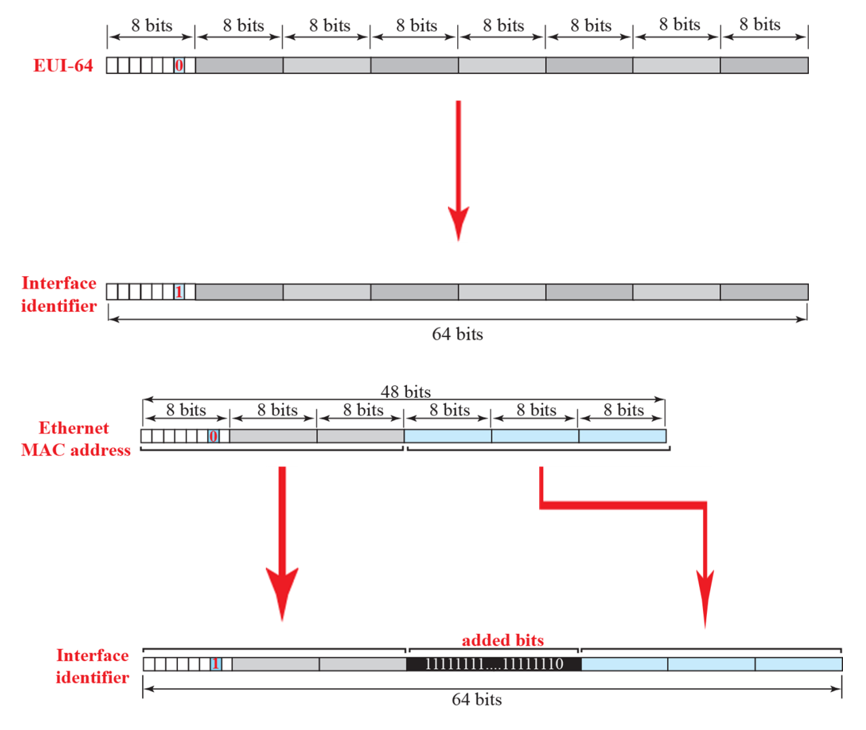 8 bits 8 bits 8 bits 8 bits 8 bits 8 bits 8 bits 8 bits
EUI-64 0
Interface
identifier 1
64 bits
48 bits
8 bits 8 bits 8 bits 8 bits 8 bits 8 bits
Ethernet
MAC address 0
added bits
Interface
identifier 1 11111111....11111110
64 bits